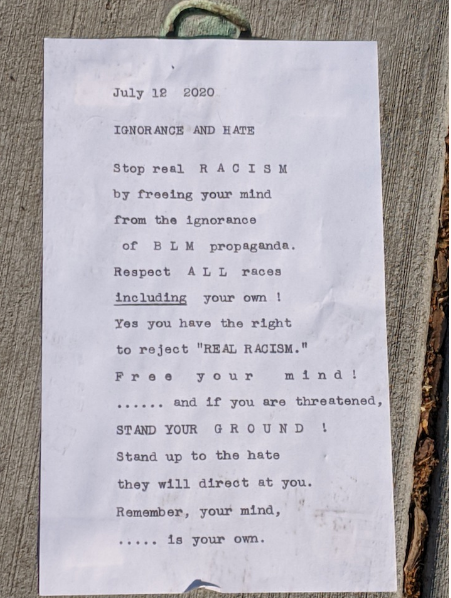 July 12 2020
IGNORANCE AND HATE
Stop real R A C I S M
by freeing your mind
from the ignorance
of B L M propaganda.
Respect A L L races
including your own !
Yes you have the right
to reject "REAL RACISM."
F r e e y o u r m i n d !
...... and if you are threatened,
STAND YOUR G R O U N D !
Stand up to the hate
they will direct at you.
Remember, your mind,
..... is your own.